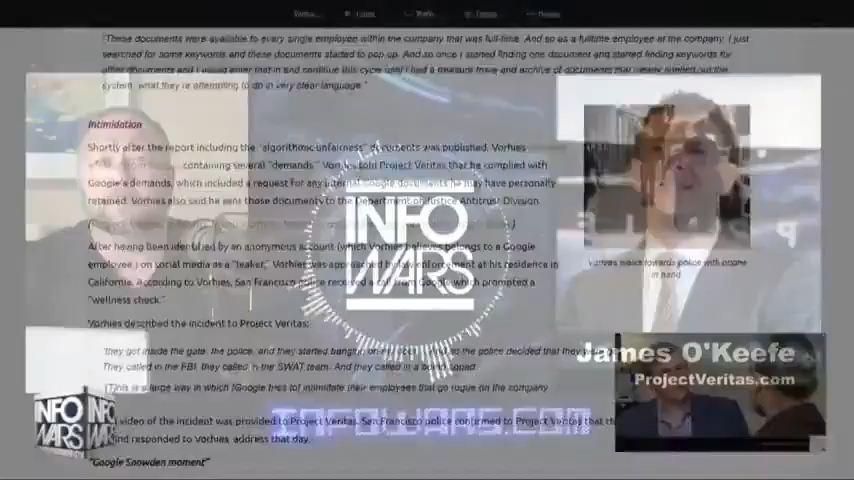 "These documents were available to every single employee within the company that was full-time. And so as a fulltime employee at the company, I just
searched for some keywords and these documents started to pop up. And so once I started finding one document and started finding keywords for
other documents and I would enter that in and continue this cycle until I had a treasure trove and archive of documents that clearly spelled out the
system, what they're attempting to do in very clear language."
Intimidation
Shortly after the report including the "algorithmic unfairness" documents was published, Vorhies
containing several "demands." Vorhies told Project Veritas that he complied with
Google's demands, which included a request for any internal Google documents he may have personally
retained. Vorhies also said he sent those documents to the Department of Justice Antitrust Division.
After having been identified by an anonymous account (which Vorhies believes belongs to a Google
employee) on social media as a "leaker," Vorhies was approached by law enforcement at his residence in
California. According to Vorhies, San Francisco police received a call from Google which prompted a
"wellness check."
Vorhies described the incident to Project Veritas:
"they got inside the gate, the police, and they started banging on my door
the police decided that they were
They called in the FBI, they called in the SWAT team. And they called in a bomb squad.
[T]his is a large way in which [Google tries to] intimidate their employees that go rogue on the company
video of the incident was provided to Project Veritas. San Francisco police confirmed to Project Veritas that
responded to Vorhies' address that day.
"Google Snowden moment"
Vorhies walks towards police with phone
in hand
INFO
WARS
INFOWARS.COM
INFO
WARS
James O'Keefe
ProjectVeritas.com